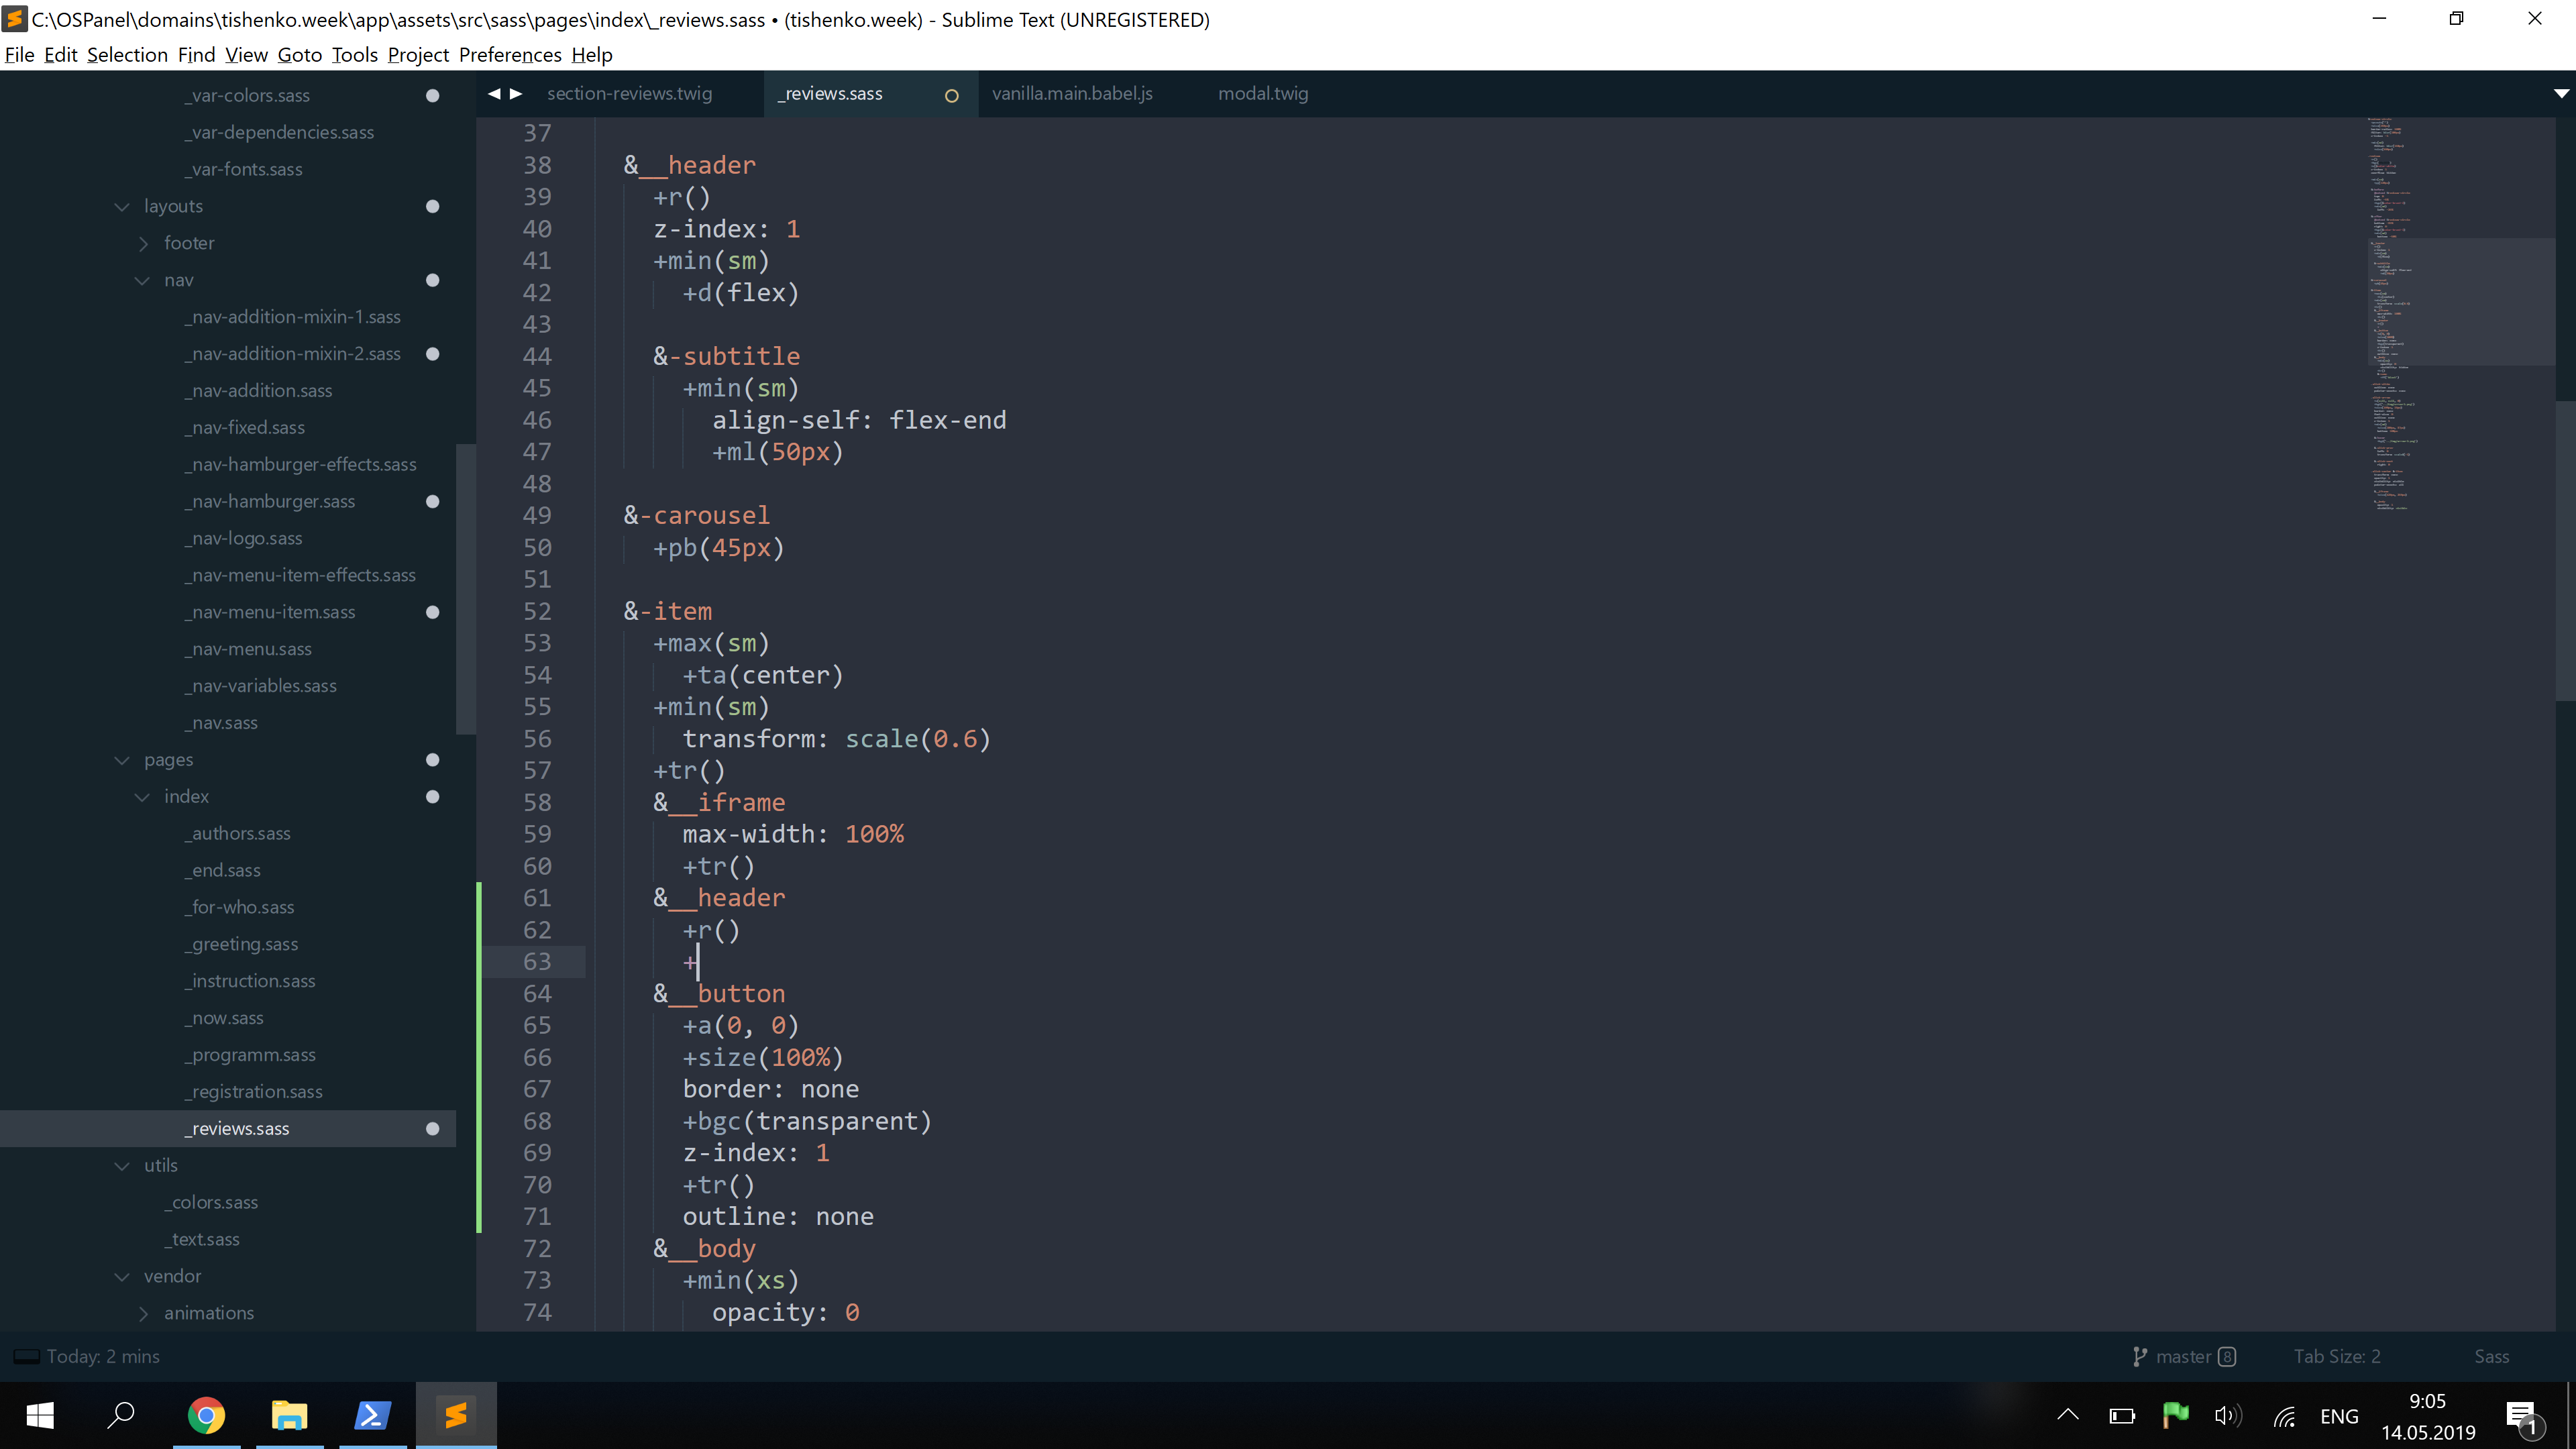 C:\OSPanel\domains\tishenko.week\app\assets\src\sass\pages\index\_reviews.sass • (tishenko.week) - Sublime Text (UNREGISTERED)
File Edit Selection Find View Goto Tools Project Preferences Help
_var-colors.sass
_var-dependencies.sass
_var-fonts.sass
layouts
footer
nav
_nav-addition-mixin-1.sass
_nav-addition-mixin-2.sass
_nav-addition.sass
_nav-fixed.sass
_nav-hamburger-effects.sass
_nav-hamburger.sass
_nav-logo.sass
_nav-menu-item-effects.sass
_nav-menu-item.sass
_nav-menu.sass
_nav-variables.sass
_nav.sass
pages
index
_authors.sass
_end.sass
_for-who.sass
_greeting.sass
_instruction.sass
_now.sass
_programm.sass
_registration.sass
_reviews.sass
utils
_colors.sass
_text.sass
vendor
animations
section-reviews.twig _reviews.sass vanilla.main.babel.js modal.twig
37
38 &__header
39 +r()
40 z-index: 1
41 +min(sm)
42 +d(flex)
43
44 &-subtitle
45 +min(sm)
46 align-self: flex-end
47 +ml(50px)
48
49 &-carousel
50 +pb(45px)
51
52 &-item
53 +max(sm)
54 +ta(center)
55 +min(sm)
56 transform: scale(0.6)
57 +tr()
58 &__iframe
59 max-width: 100%
60 +tr()
61 &__header
62 +r()
63 +
64 &__button
65 +a(0, 0)
66 +size(100%)
67 border: none
68 +bgc(transparent)
69 z-index: 1
70 +tr()
71 outline: none
72 &__body
73 +min(xs)
74 opacity: 0
Today: 2 mins master 8 Tab Size: 2 Sass
ENG
9:05
14.05.2019
1